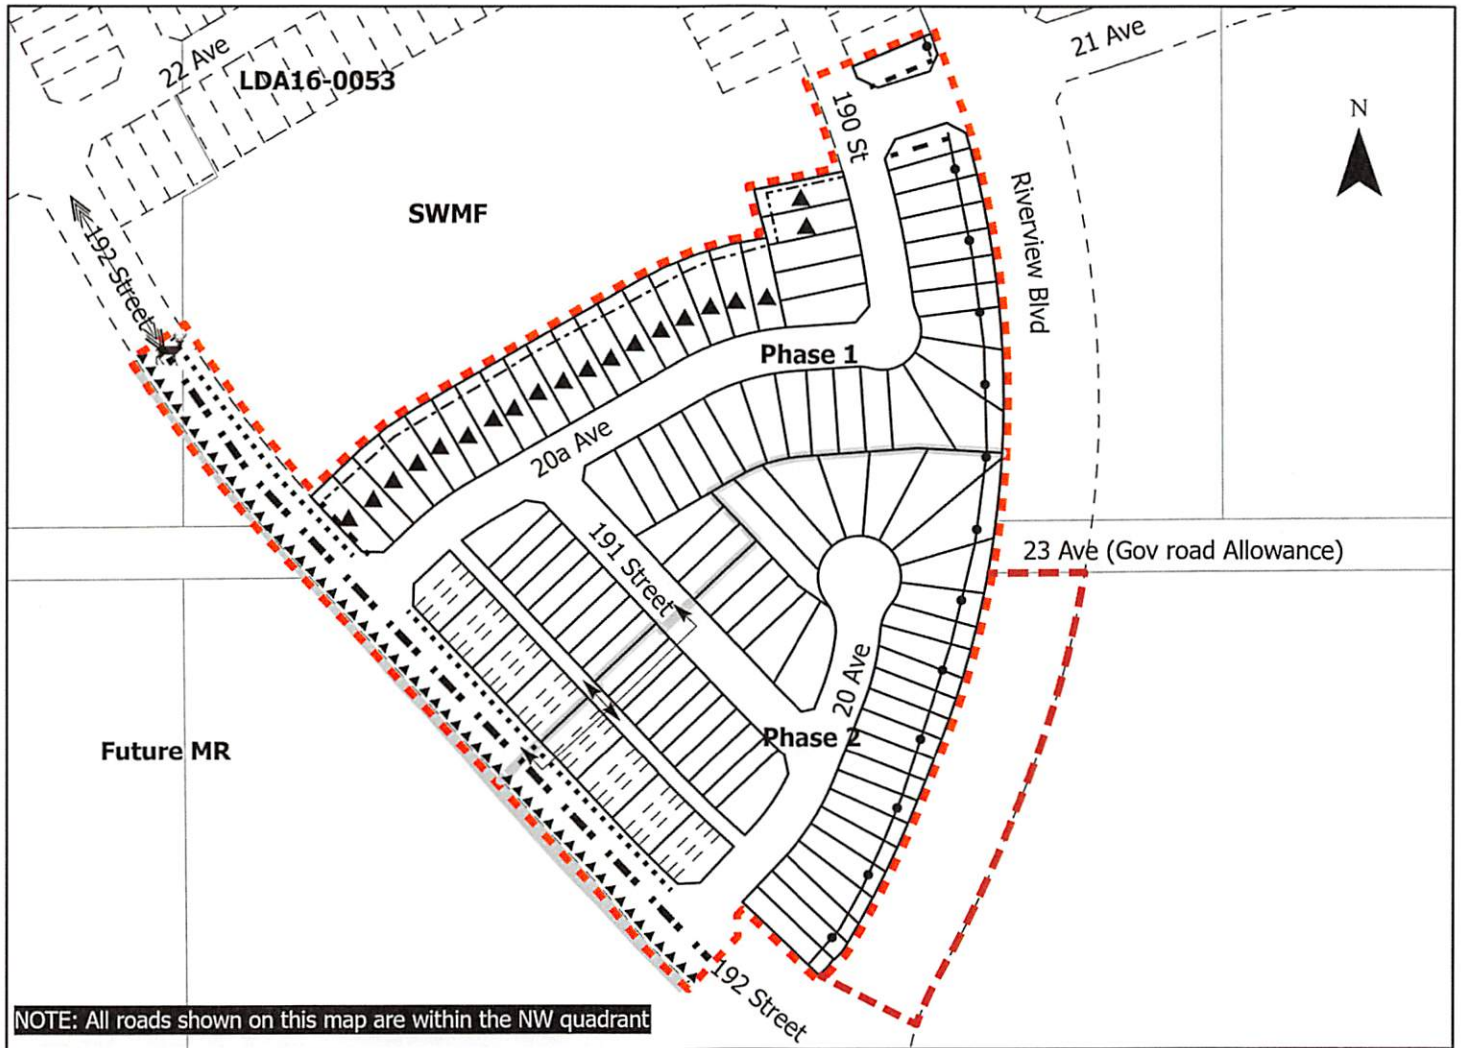 22 Ave
LDA16-0053
21 Ave
190 St
N
SWMF
Riverview Blvd
192 Street
Phase 1
20a Ave
23 Ave (Gov road Allowance)
191 Street
20 Ave
Future MR
Phase 2
192 Street
NOTE: All roads shown on this map are within the NW quadrant